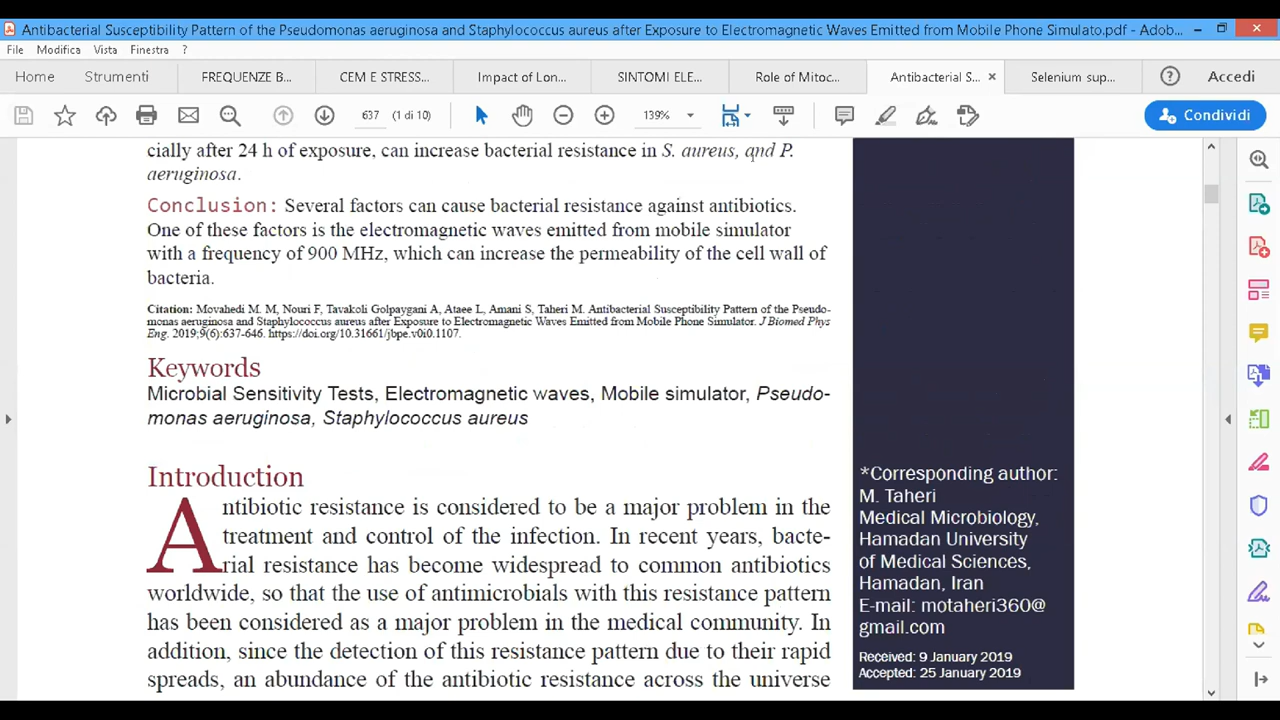 Antibacterial Susceptibility Pattern of the Pseudomonas aeruginosa and Staphylococcus aureus after Exposure to Electromagnetic Waves Emitted from Mobile Phone Simulato.pdf - Adob...
File Modifica Vista Finestra ?
Home Strumenti FREQUENZE B... CEM E STRESS... Impact of Lon... SINTOMI ELE... Role of Mitoc... Antibacterial S... × Selenium sup... Accedi
637 (1 di 10) 139% Condividi
cially after 24 h of exposure, can increase bacterial resistance in S. aureus, and P.
aeruginosa.
Conclusion: Several factors can cause bacterial resistance against antibiotics.
One of these factors is the electromagnetic waves emitted from mobile simulator
with a frequency of 900 MHz, which can increase the permeability of the cell wall of
bacteria.
Citation: Movahedi M. M, Nouri F, Tavakoli Golpaygani A, Ataee L, Amani S, Taheri M. Antibacterial Susceptibility Pattern of the Pseudo-
monas aeruginosa and Staphylococcus aureus after Exposure to Electromagnetic Waves Emitted from Mobile Phone Simulator. J Biomed Phys
Eng. 2019;9(6):637-646. https://doi.org/10.31661/jbpe.v0i0.1107.
Keywords
Microbial Sensitivity Tests, Electromagnetic waves, Mobile simulator, Pseudo-
monas aeruginosa, Staphylococcus aureus
Introduction
Antibiotic resistance is considered to be a major problem in the
treatment and control of the infection. In recent years, bacte-
rial resistance has become widespread to common antibiotics
worldwide, so that the use of antimicrobials with this resistance pattern
has been considered as a major problem in the medical community. In
addition, since the detection of this resistance pattern due to their rapid
spreads, an abundance of the antibiotic resistance across the universe
*Corresponding author:
M. Taheri
Medical Microbiology,
Hamadan University
of Medical Sciences,
Hamadan, Iran
E-mail: motaheri360@
gmail.com
Received: 9 January 2019
Accepted: 25 January 2019